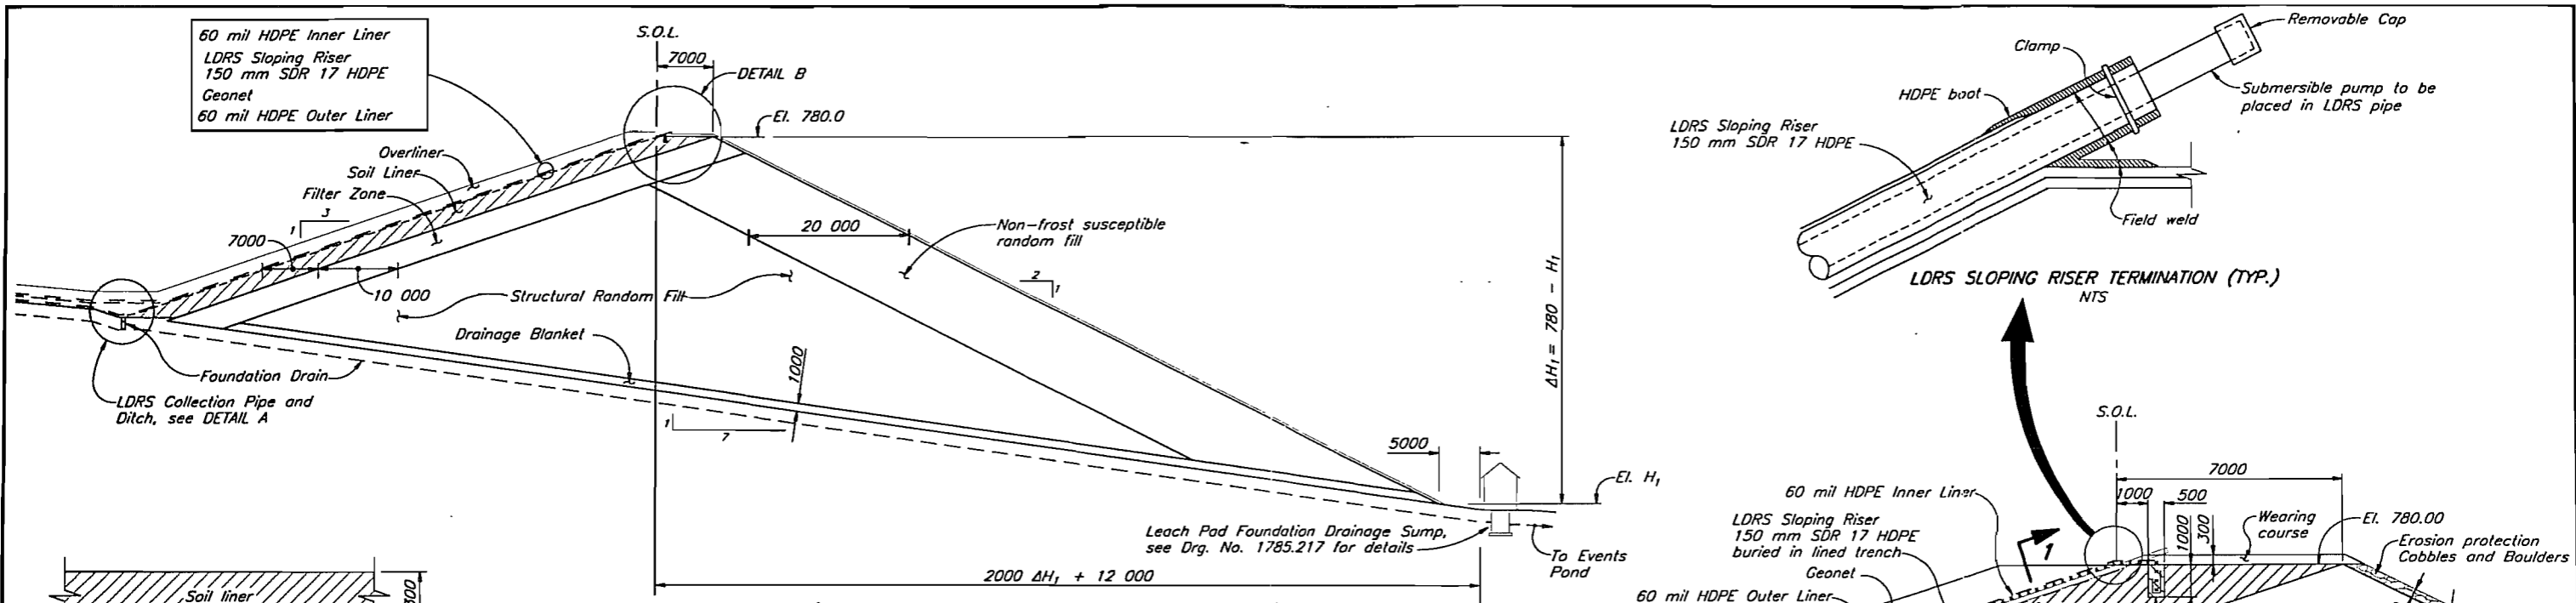 60 mil HDPE Inner Liner
LDRS Sloping Riser
150 mm SDR 17 HDPE
Geonet
60 mil HDPE Outer Liner
S.O.L.
7000
DETAIL B
El. 780.0
Overliner
Soil Liner
Filter Zone
1
3
7000
10 000
20 000
Non-frost susceptible
random fill
2
1
Structural Random Fill
Drainage Blanket
1000
Foundation Drain
LDRS Collection Pipe and
Ditch, see DETAIL A
1
7
ΔH₁ = 780 - H₁
5000
El. H₁
Leach Pad Foundation Drainage Sump,
see Drg. No. 1785.217 for details
To Events
Pond
2000 ΔH₁ + 12 000
Soil liner
Removable Cap
Clamp
HDPE boot
Submersible pump to be
placed in LDRS pipe
LDRS Sloping Riser
150 mm SDR 17 HDPE
Field weld
LDRS SLOPING RISER TERMINATION (TYP.)
NTS
S.O.L.
7000
1000
500
60 mil HDPE Inner Liner
LDRS Sloping Riser
150 mm SDR 17 HDPE
buried in lined trench
Geonet
60 mil HDPE Outer Liner
1
1000
300
Wearing
course
El. 780.00
Erosion protection
Cobbles and Boulders